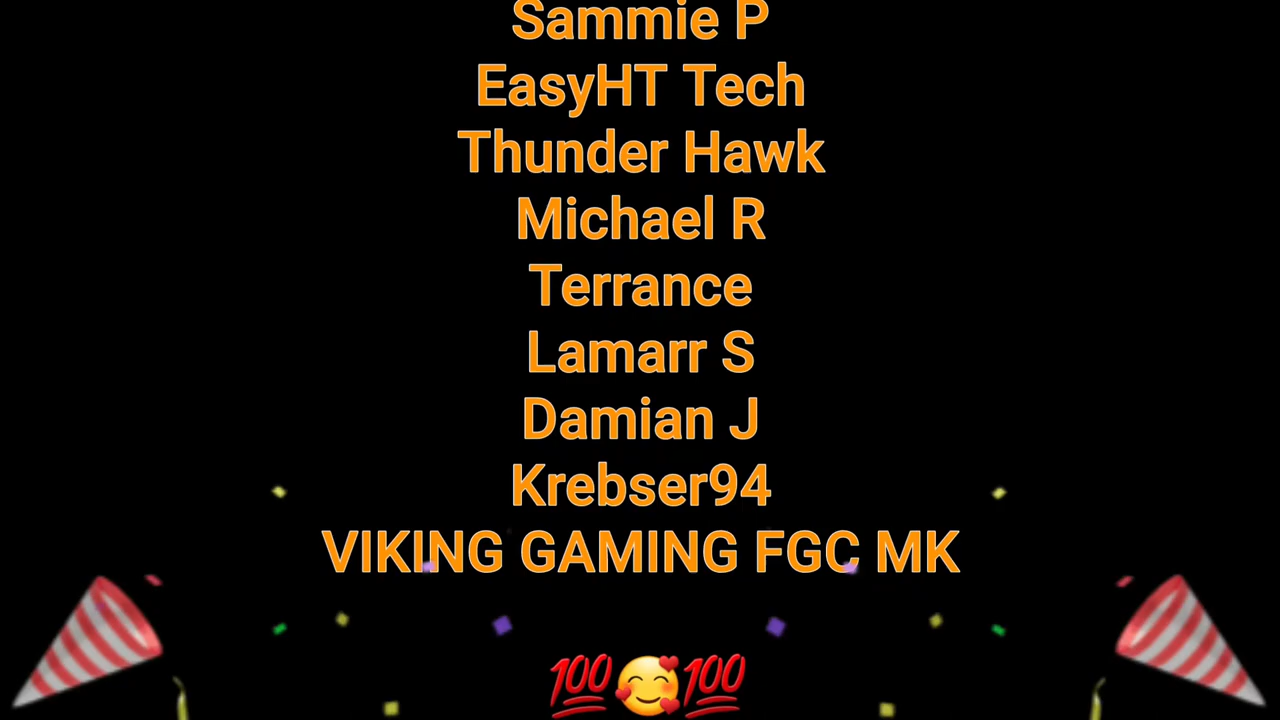 Sammie P
EasyHT Tech
Thunder Hawk
Michael R
Terrance
Lamarr S
Damian J
Krebser94
VIKING GAMING FGC MK
💯🥰💯